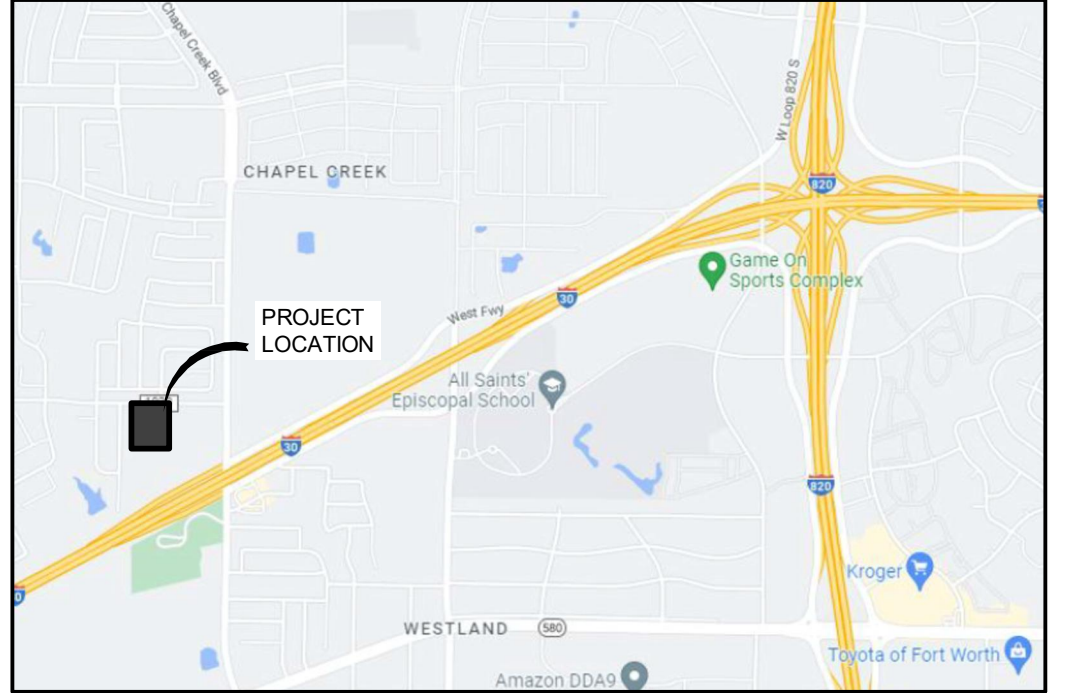 Chapel Creek Blvd
W Loop 820 S
CHAPEL CREEK
820
Game On
Sports Complex
30
West Fwy
PROJECT
LOCATION
All Saints'
Episcopal School
30
820
Kroger
WESTLAND
580
Toyota of Fort Worth
Amazon DDA9